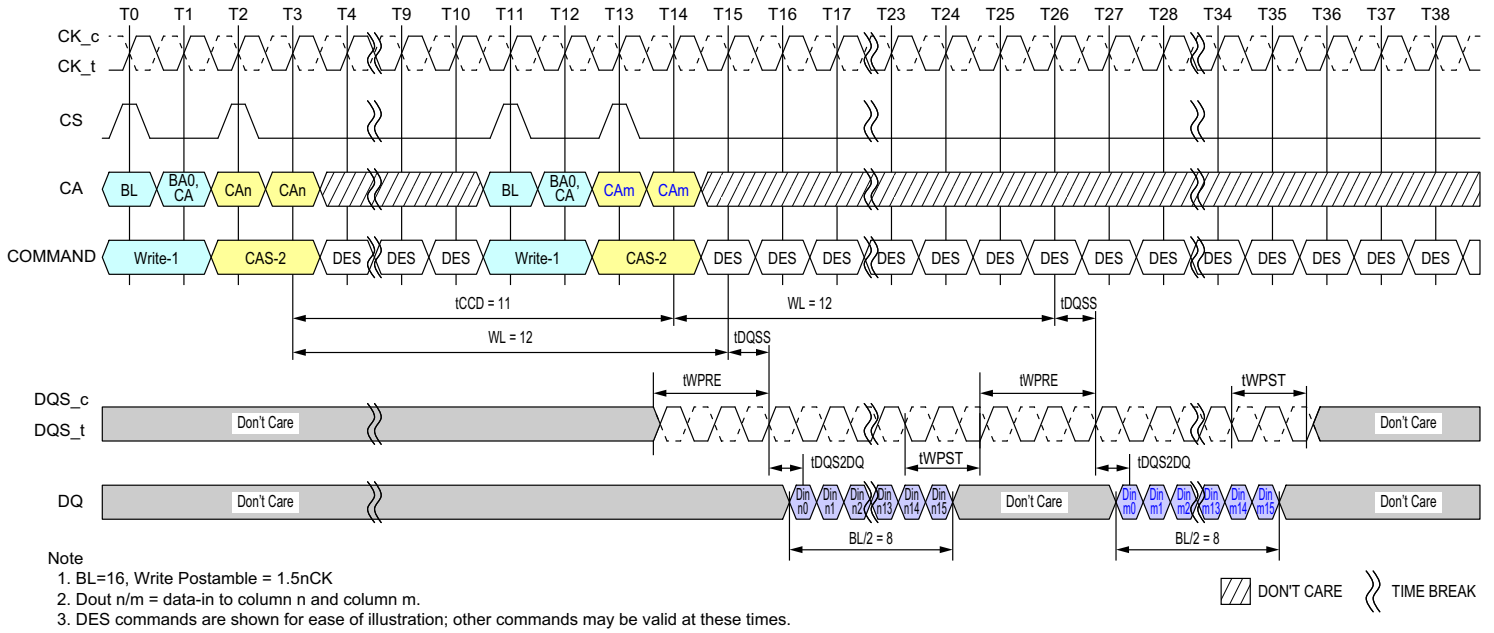 T0 T1 T2 T3 T4 T9 T10 T11 T12 T13 T14 T15 T16 T17 T23 T24 T25 T26 T27 T28 T34 T35 T36 T37 T38
CK_c
CK_t
CS
CA BL BA0, CA CAn CAn BL BA0, CA CAm CAm
COMMAND Write-1 CAS-2 DES DES DES Write-1 CAS-2 DES DES DES DES DES DES DES DES DES DES DES DES DES DES
tCCD = 11 WL = 12 tDQSS
WL = 12 tDQSS
tWPRE tWPRE tWPST
DQS_c
DQS_t
Don't Care Don't Care
tDQS2DQ tWPST tDQS2DQ
DQ Don't Care Din n0 Din n1 Din n2 Din n13 Din n14 Din n15 Don't Care Din m0 Din m1 Din m2 Din m13 Din m14 Din m15 Don't Care
BL/2 = 8 BL/2 = 8
Note
1. BL=16, Write Postamble = 1.5nCK
2. Dout n/m = data-in to column n and column m.
3. DES commands are shown for ease of illustration; other commands may be valid at these times.
DON'T CARE TIME BREAK